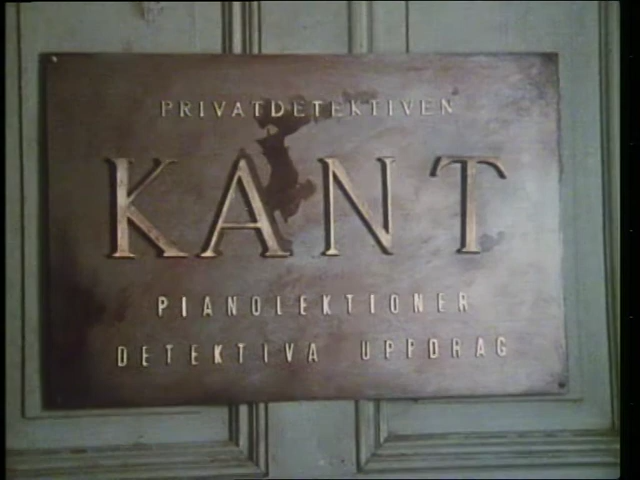 PRIVATDETEKTIVEN
KANT
PIANOLEKTIONER
DETEKTIVA UPPDRAG